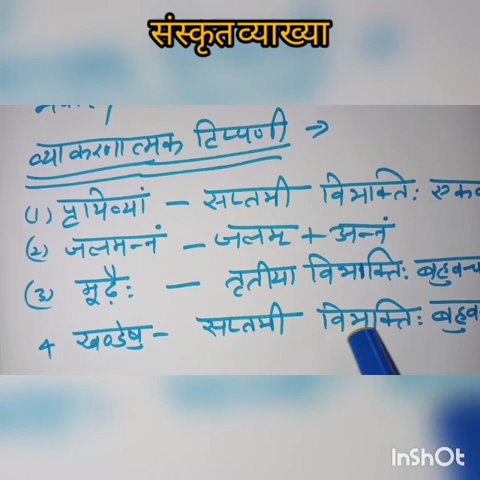 संस्कृत व्याख्या
व्याकरणात्मक टिप्पणी →
(1) पृथिव्यां - सप्तमी विभक्तिः
(2) जलमन्नं - जलम् + अन्नं
(3) मूढ़ैः - तृतीया विभक्तिः
4 खण्डेषु - सप्तमी विभक्तिः
InShOt